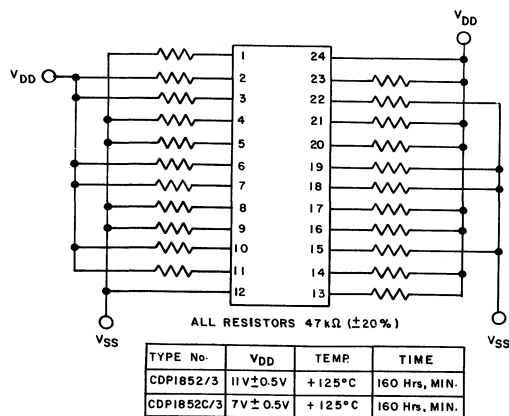 VDD
VDD
1 24
2 23
3 22
4 21
5 20
6 19
7 18
8 17
9 16
10 15
11 14
12 13
VSS
VSS
ALL RESISTORS 47kΩ (±20%)
TYPE No. VDD TEMP. TIME
CDP1852/3 11V±0.5V +125°C 160 Hrs, MIN.
CDP1852C/3 7V±0.5V +125°C 160 Hrs, MIN.